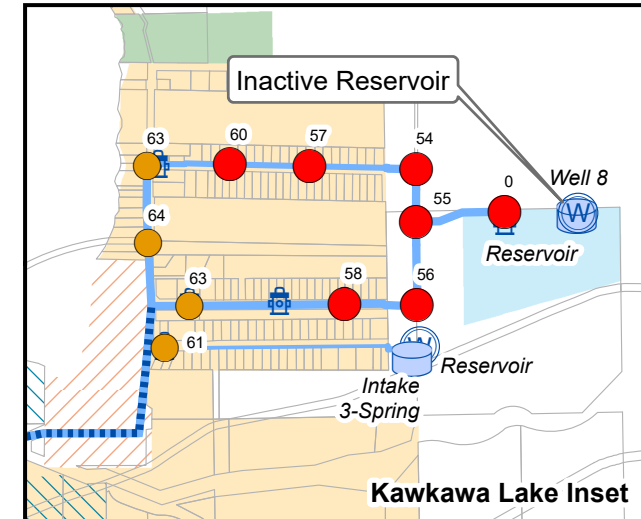 Inactive Reservoir
63
60
57
54
0
Well 8
W
55
Reservoir
64
63
58
56
61
W
Reservoir
Intake
3-Spring
Kawkawa Lake Inset